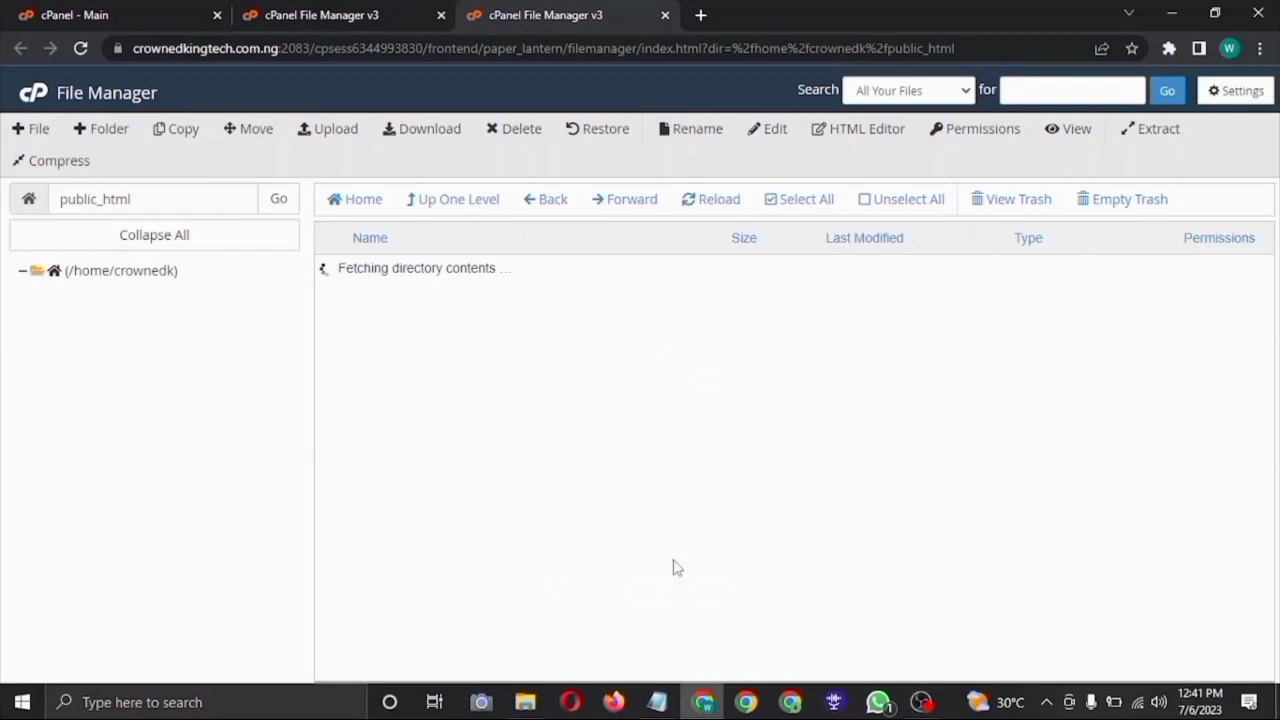 cPanel - Main
cPanel File Manager v3
cPanel File Manager v3
crownedkingtech.com.ng:2083/cpsess6344993830/frontend/paper_lantern/filemanager/index.html?dir=%2fhome%2fcrownedk%2fpublic_html
W
cP File Manager
Search
All Your Files
for
Go
Settings
File
Folder
Copy
Move
Upload
Download
Delete
Restore
Rename
Edit
HTML Editor
Permissions
View
Extract
Compress
public_html
Go
Home
Up One Level
Back
Forward
Reload
Select All
Unselect All
View Trash
Empty Trash
Collapse All
Name
Size
Last Modified
Type
Permissions
(/home/crownedk)
Fetching directory contents ...
Type here to search
W
1
30°C
12:41 PM
7/6/2023